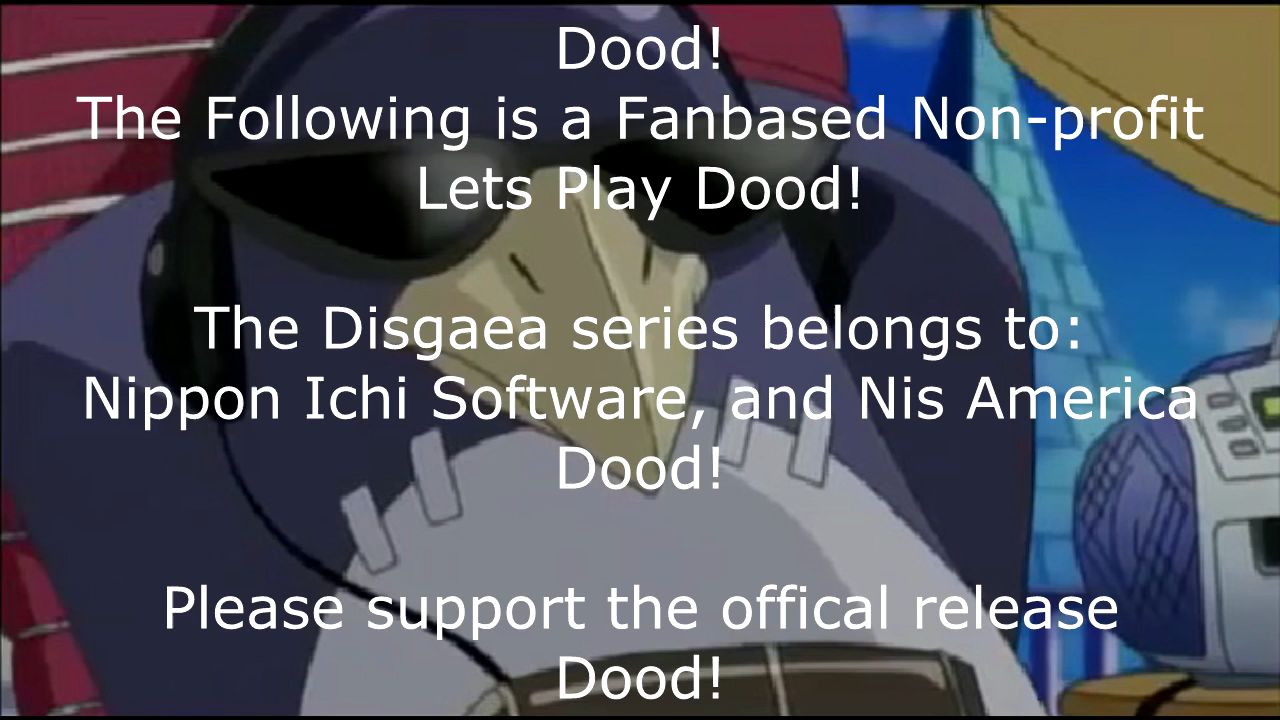 Dood!
The Following is a Fanbased Non-profit
Lets Play Dood!
The Disgaea series belongs to:
Nippon Ichi Software, and Nis America
Dood!
Please support the offical release
Dood!